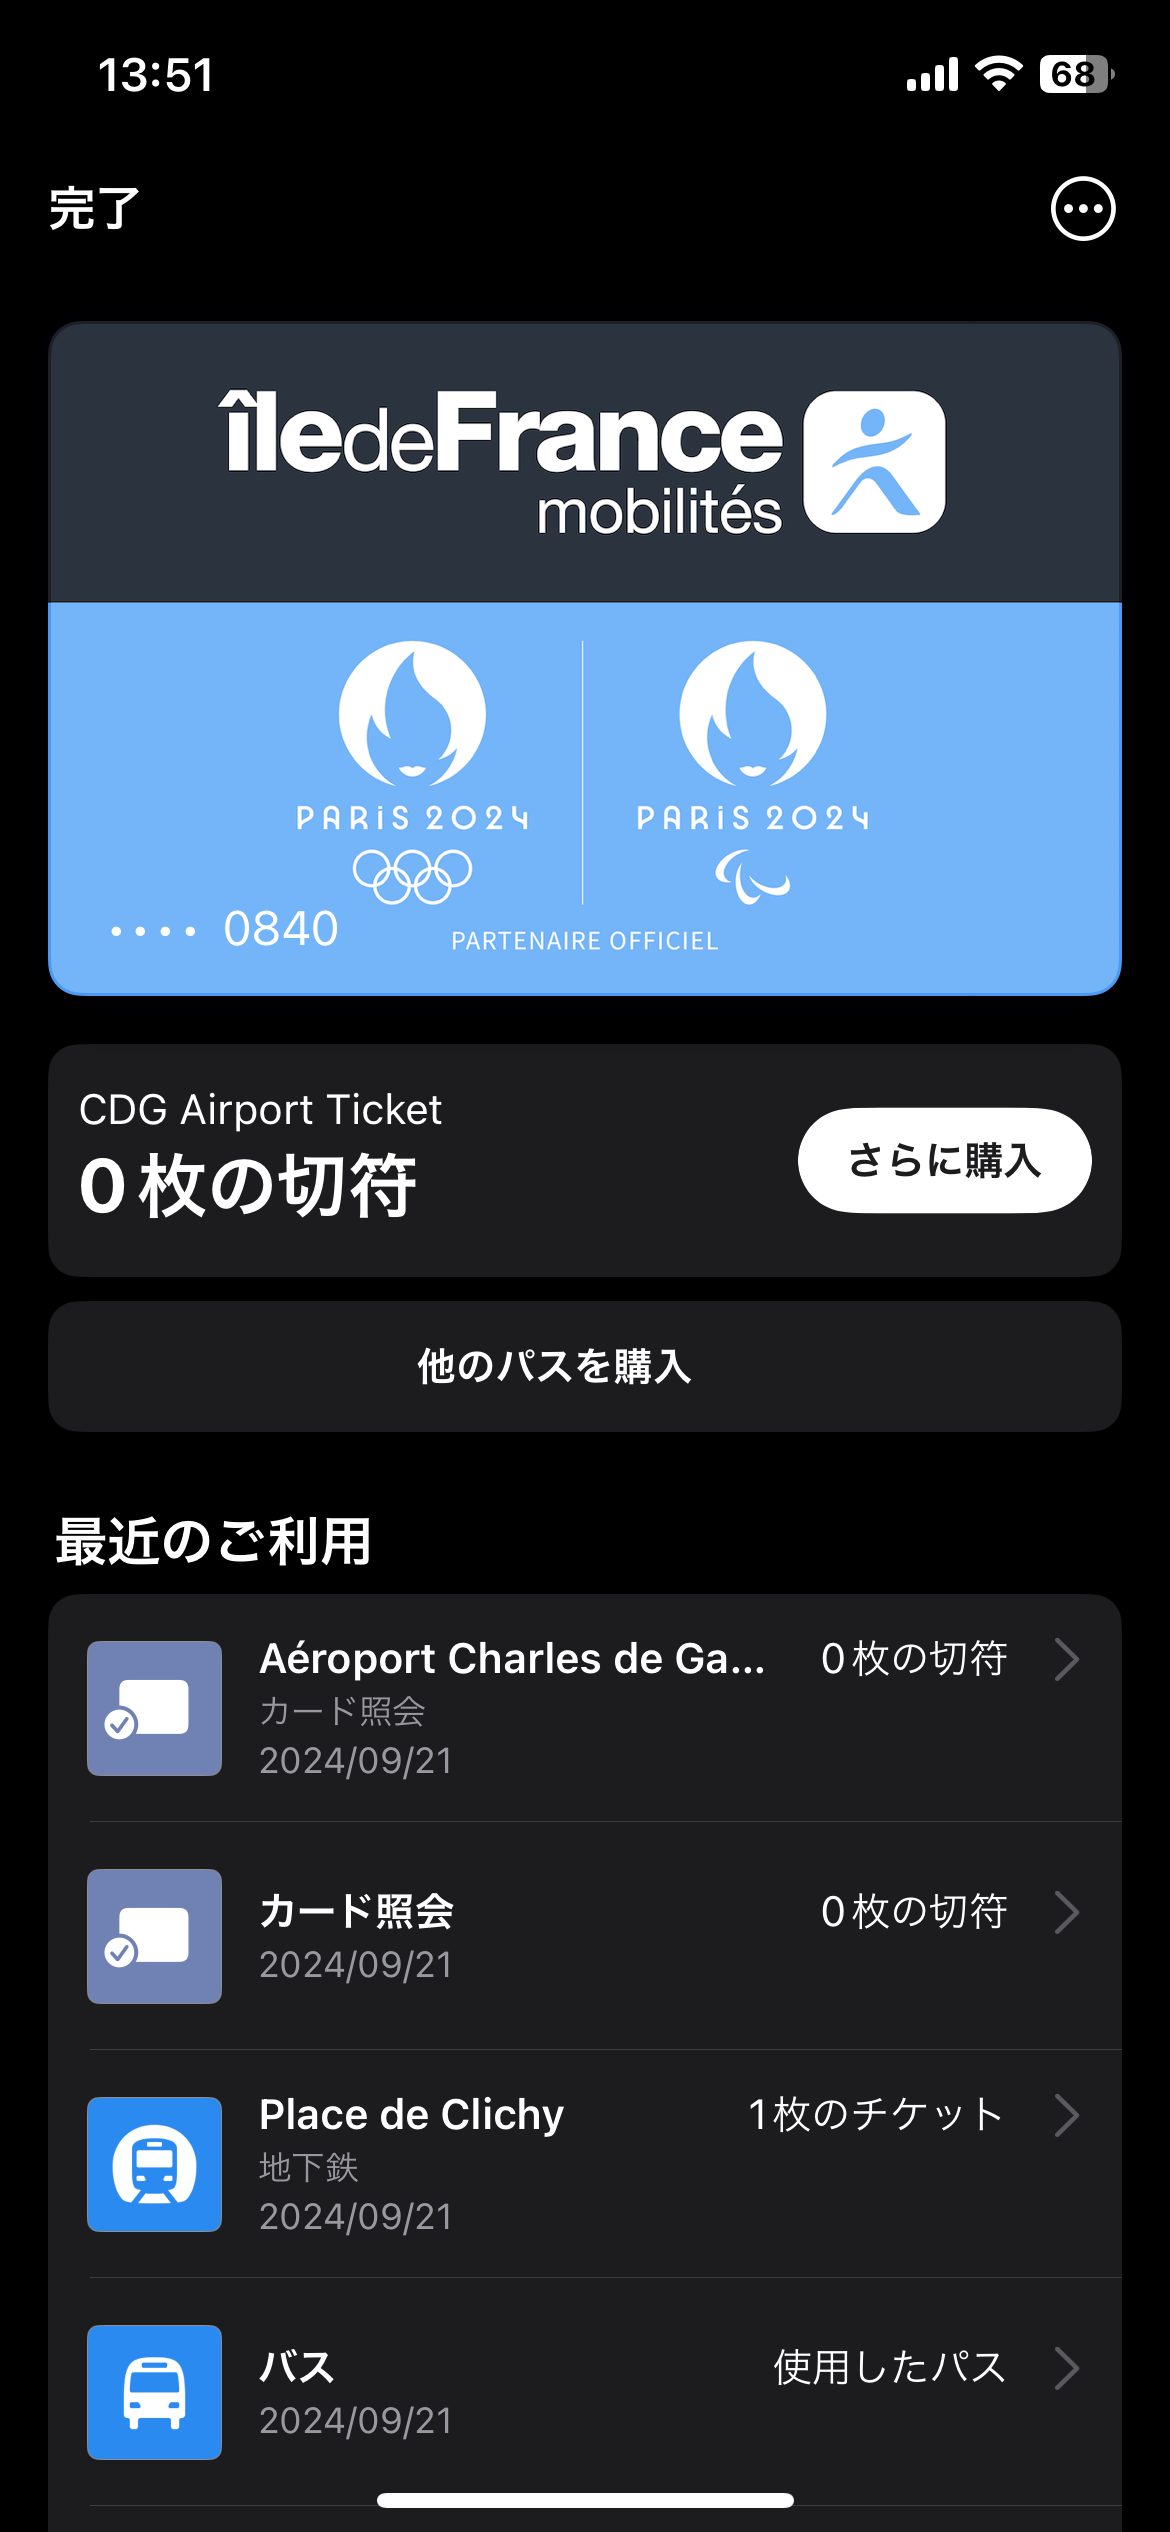 13:51
68
完了
îledeFrance
mobilités
PARIS 2024
PARIS 2024
•••• 0840
PARTENAIRE OFFICIEL
CDG Airport Ticket
0枚の切符
さらに購入
他のパスを購入
最近のご利用
Aéroport Charles de Ga...
0枚の切符
カード照会
2024/09/21
カード照会
0枚の切符
2024/09/21
Place de Clichy
1枚のチケット
地下鉄
2024/09/21
バス
使用したパス
2024/09/21